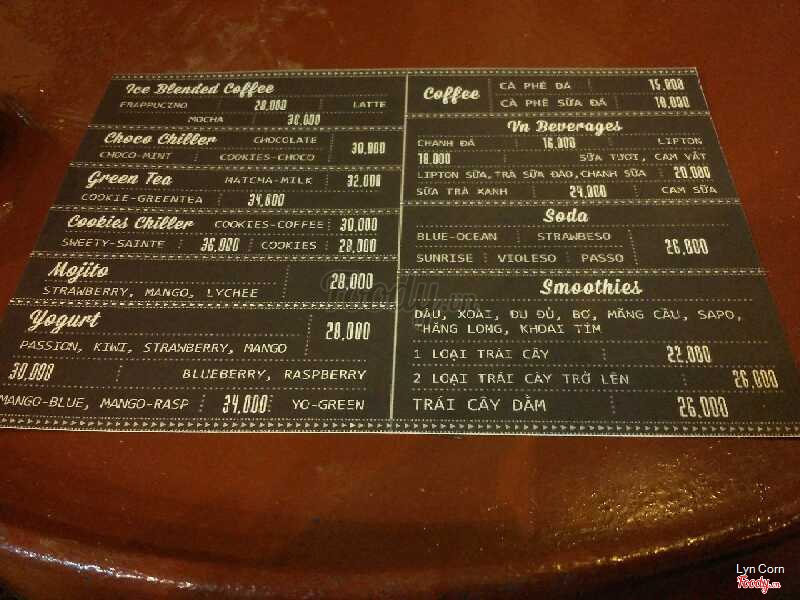 Ice Blended Coffee
FRAPPUCZNO 28,000 LATTE
MOCHA 30,000
Choco Chiller CHOCOLATE
CHOCO-MINT COOKIES-CHOCO 30,000
Green Tea MATCHA-MILK 32,000
COOKIE-GREENTEA 34,000
Cookies Chiller COOKIES-COFFEE 30,000
SWEETY-SAINTE 36,000 COOKIES 28,000
Mojito
STRAWBERRY, MANGO, LYCHEE 28,000
Yogurt
PASSION, KIWI, STRAWBERRY, MANGO 28,000
30,000 BLUEBERRY, RASPBERRY
MANGO-BLUE, MANGO-RASP 34,000 YO-GREEN
Coffee
CÀ PHÊ ĐÁ 15,000
CÀ PHÊ SỮA ĐÁ 18,000
Vn Beverages
CHANH ĐÁ 16,000 LIPTON
18,000 SỮA TƯƠI, CAM VẮT
LIPTON SỮA, TRÀ SỮA ĐÀO, CHANH SỮA 20,000
SỮA TRÀ XANH 24,000 CAM SỮA
Soda
BLUE-OCEAN STRAWBESO
SUNRISE VIOLESO PASSO 26,000
Smoothies
DÂU, XOÀI, ĐU ĐỦ, BƠ, MÃNG CẦU, SAPO,
THĂNG LONG, KHOAI TÍM
1 LOẠI TRÁI CÂY 22,000
2 LOẠI TRÁI CÂY TRỞ LÊN 26,000
TRÁI CÂY DẰM 26,000
Foody.vn
Lyn Corn
Foody.vn